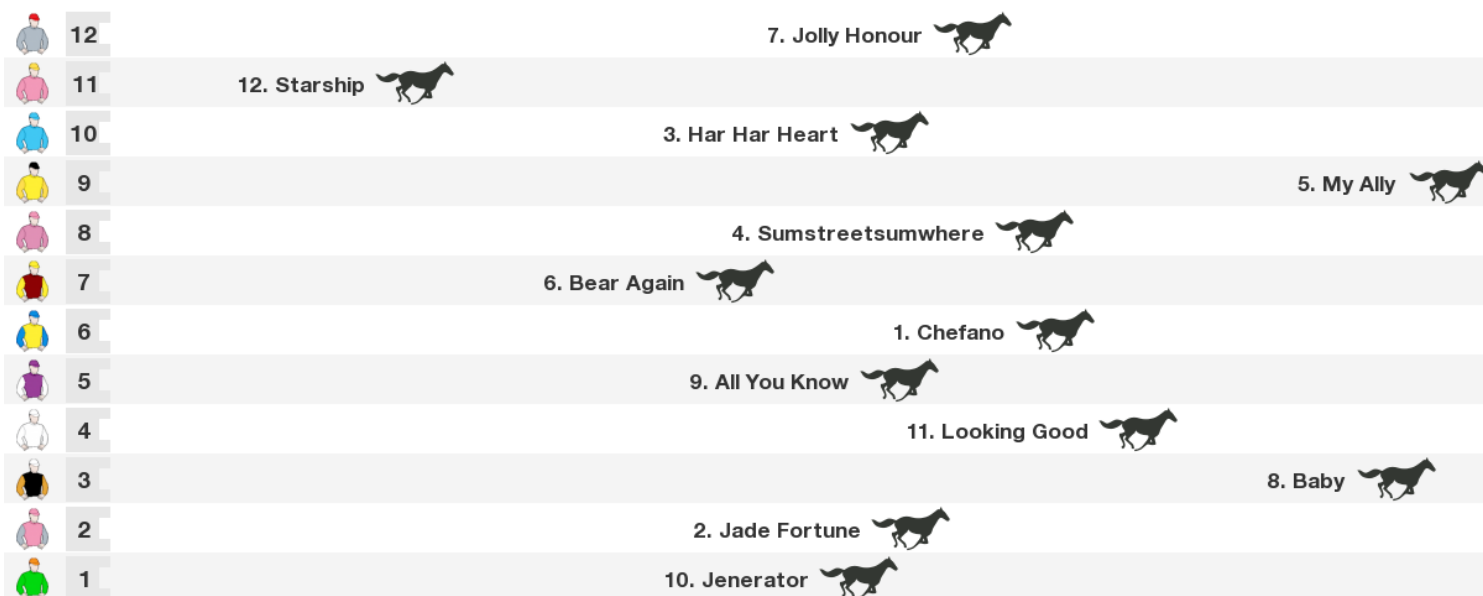 12 7. Jolly Honour
11 12. Starship
10 3. Har Har Heart
9 5. My Ally
8 4. Sumstreetsumwhere
7 6. Bear Again
6 1. Chefano
5 9. All You Know
4 11. Looking Good
3 8. Baby
2 2. Jade Fortune
1 10. Jenerator